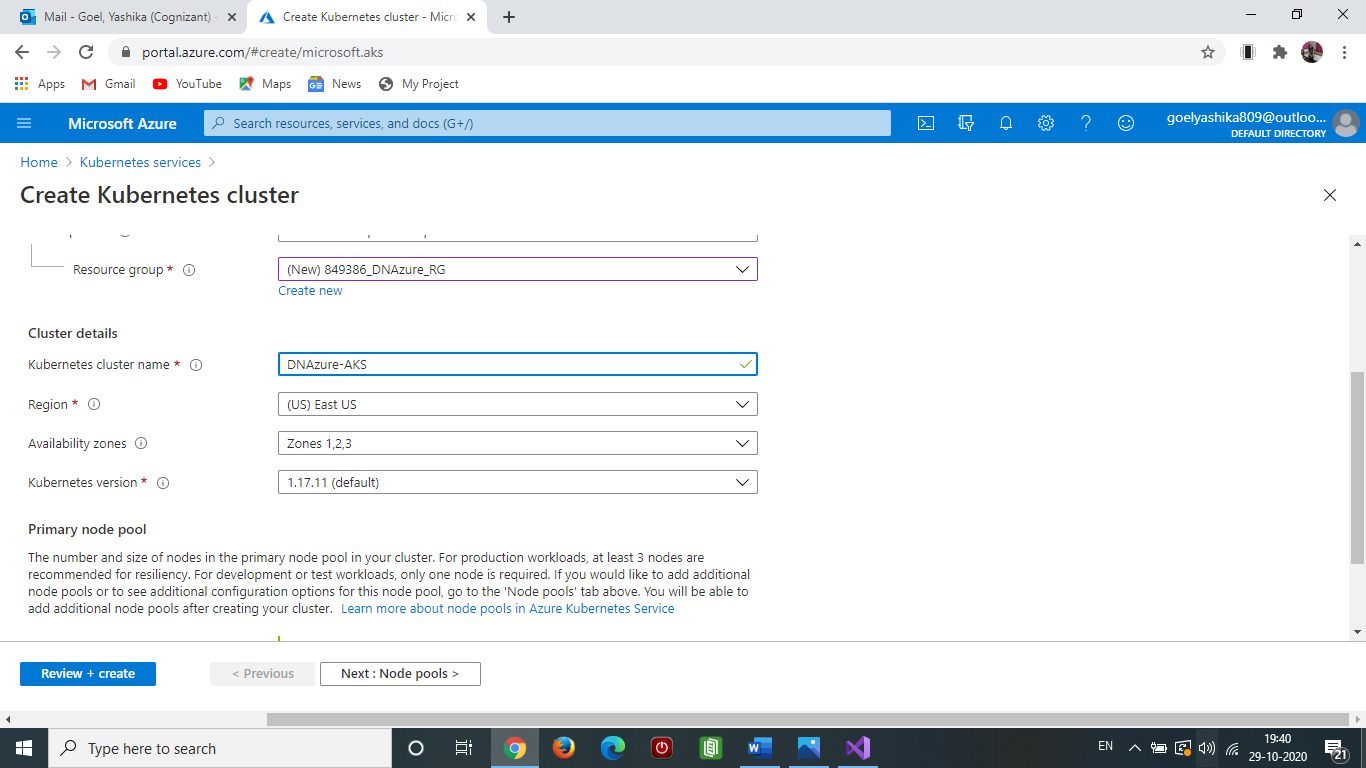 Mail - Goel, Yashika (Cognizant) -
Create Kubernetes cluster - Micro
portal.azure.com/#create/microsoft.aks
Apps
Gmail
YouTube
Maps
News
My Project
Microsoft Azure
Search resources, services, and docs (G+/)
goelyashika809@outloo...
DEFAULT DIRECTORY
Home > Kubernetes services >
Create Kubernetes cluster
Resource group *
(New) 849386_DNAzure_RG
Create new
Cluster details
Kubernetes cluster name *
DNAzure-AKS
Region *
(US) East US
Availability zones
Zones 1,2,3
Kubernetes version *
1.17.11 (default)
Primary node pool
The number and size of nodes in the primary node pool in your cluster. For production workloads, at least 3 nodes are
recommended for resiliency. For development or test workloads, only one node is required. If you would like to add additional
node pools or to see additional configuration options for this node pool, go to the 'Node pools' tab above. You will be able to
add additional node pools after creating your cluster. Learn more about node pools in Azure Kubernetes Service
Review + create
< Previous
Next : Node pools >
Type here to search
EN
19:40
29-10-2020
21